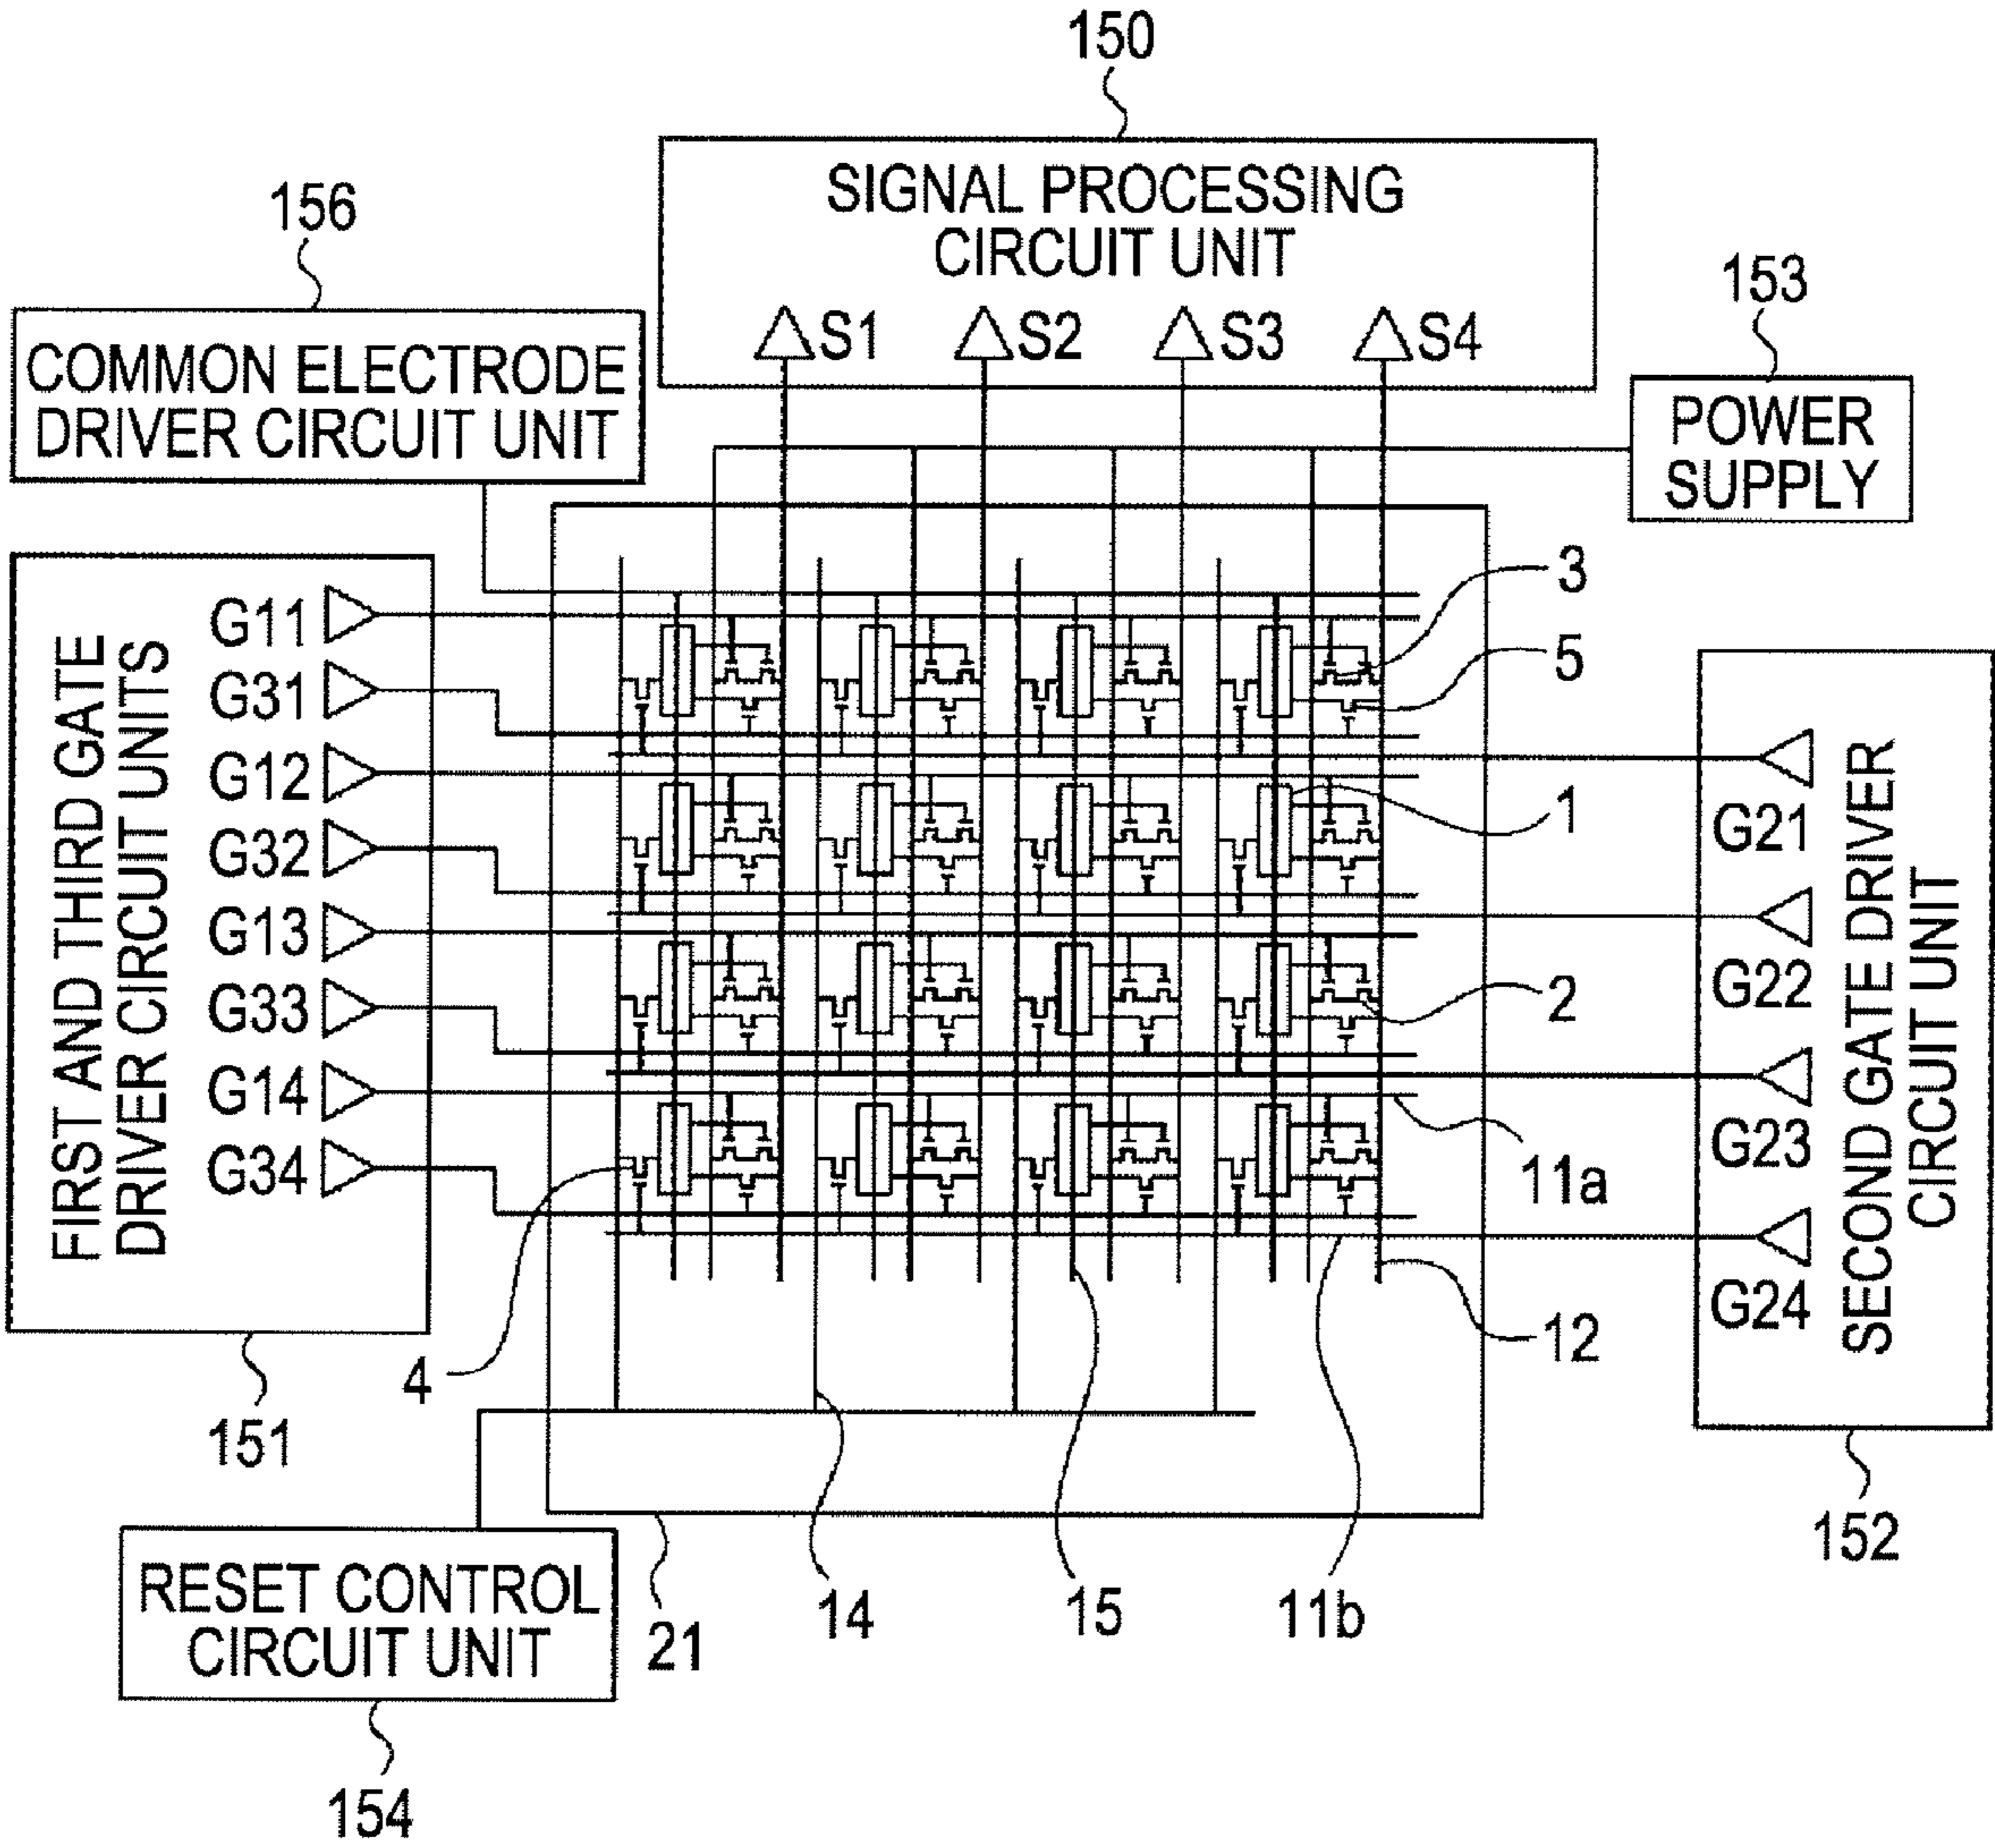 150
SIGNAL PROCESSING
CIRCUIT UNIT
S1 S2 S3 S4
156
COMMON ELECTRODE
DRIVER CIRCUIT UNIT
153
POWER
SUPPLY
FIRST AND THIRD GATE
DRIVER CIRCUIT UNITS
G11
G31
G12
G32
G13
G33
G14
G34
151
3
5
1
2
11a
12
4
SECOND GATE DRIVER
CIRCUIT UNIT
G21
G22
G23
G24
152
RESET CONTROL
CIRCUIT UNIT
154
21
14
15
11b